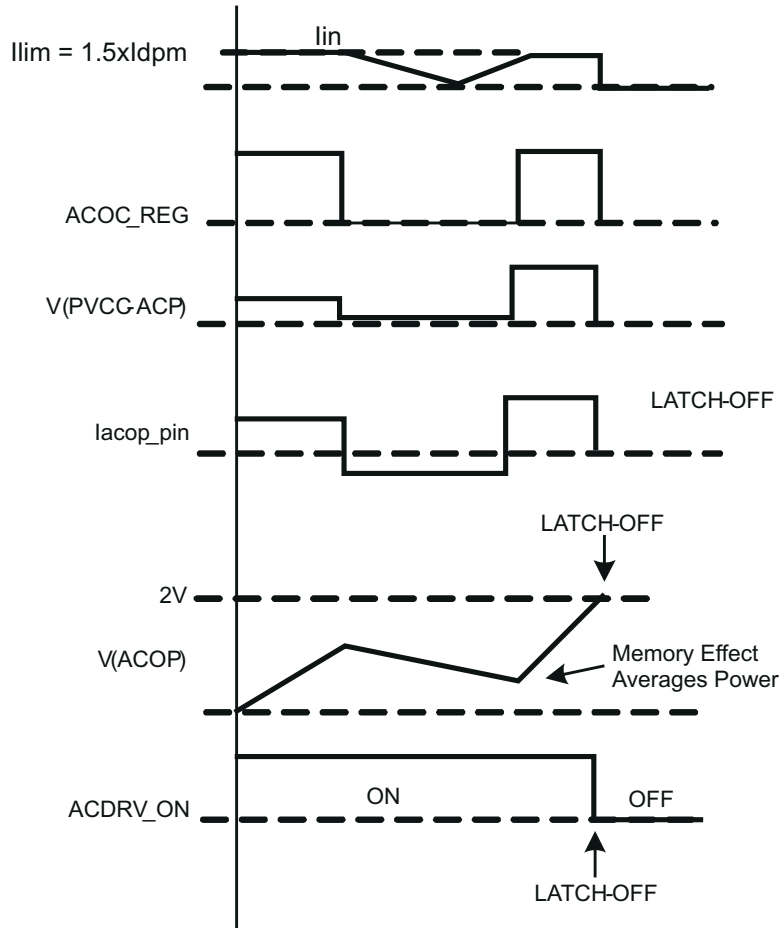 Iin
Ilim = 1.5xIdpm
ACOC_REG
V(PVCC-ACP)
LATCH-OFF
Iacop_pin
LATCH-OFF
2V
V(ACOP)
Memory Effect
Averages Power
ON
OFF
ACDRV_ON
LATCH-OFF